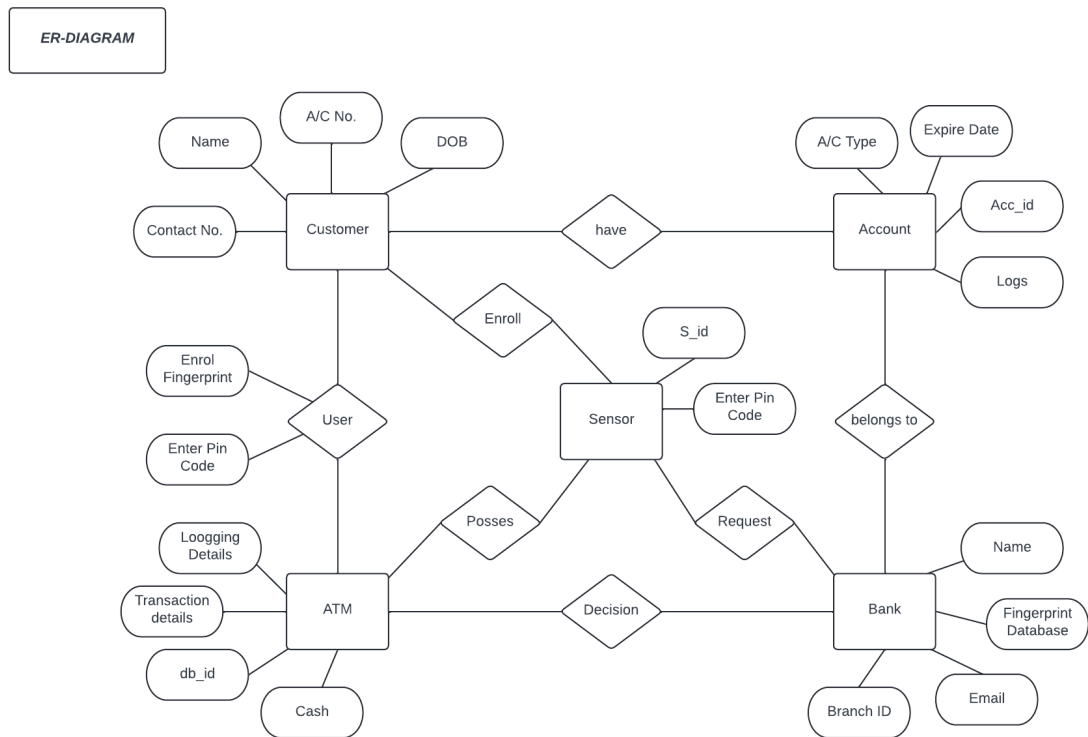 ER-DIAGRAM
A/C No.
Name
DOB
A/C Type
Expire Date
Contact No.
Customer
have
Account
Acc_id
Logs
Enroll
S_id
Enrol
Fingerprint
User
Sensor
Enter Pin
Code
belongs to
Enter Pin
Code
Posses
Request
Loogging
Details
Name
Transaction
details
ATM
Decision
Bank
Fingerprint
Database
db_id
Cash
Branch ID
Email